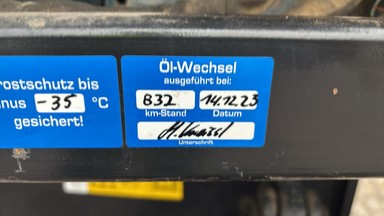 rostschutz bis
nus -35 °C
gesichert!
Öl-Wechsel
ausgeführt bei:
832 14.12.23
km-Stand Datum
Unterschrift